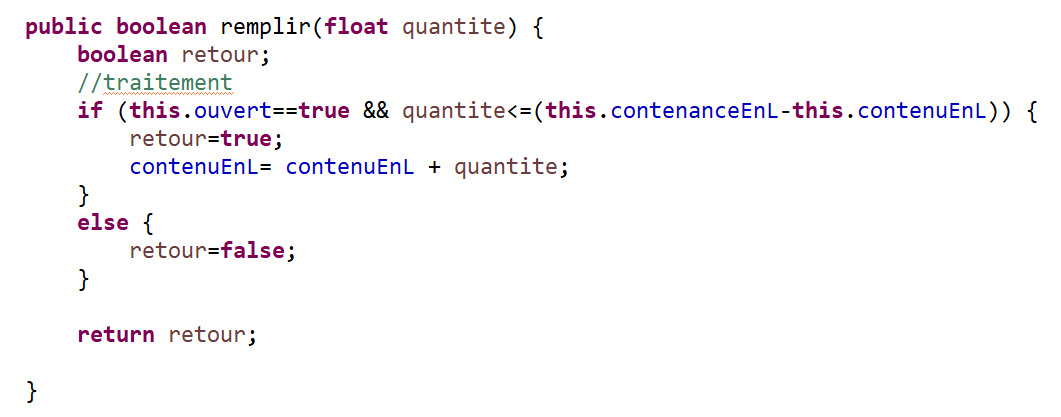 public boolean remplir(float quantite) {
    boolean retour;
    //traitement
    if (this.ouvert==true && quantite<=(this.contenanceEnL-this.contenuEnL)) {
        retour=true;
        contenuEnL= contenuEnL + quantite;
    }
    else {
        retour=false;
    }

    return retour;

}